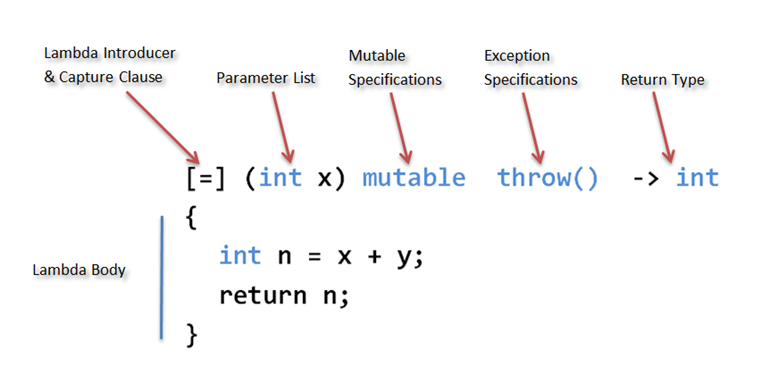 Lambda Introducer
& Capture Clause
Parameter List
Mutable
Specifications
Exception
Specifications
Return Type
[=] (int x) mutable throw() -> int
{
int n = x + y;
return n;
}
Lambda Body